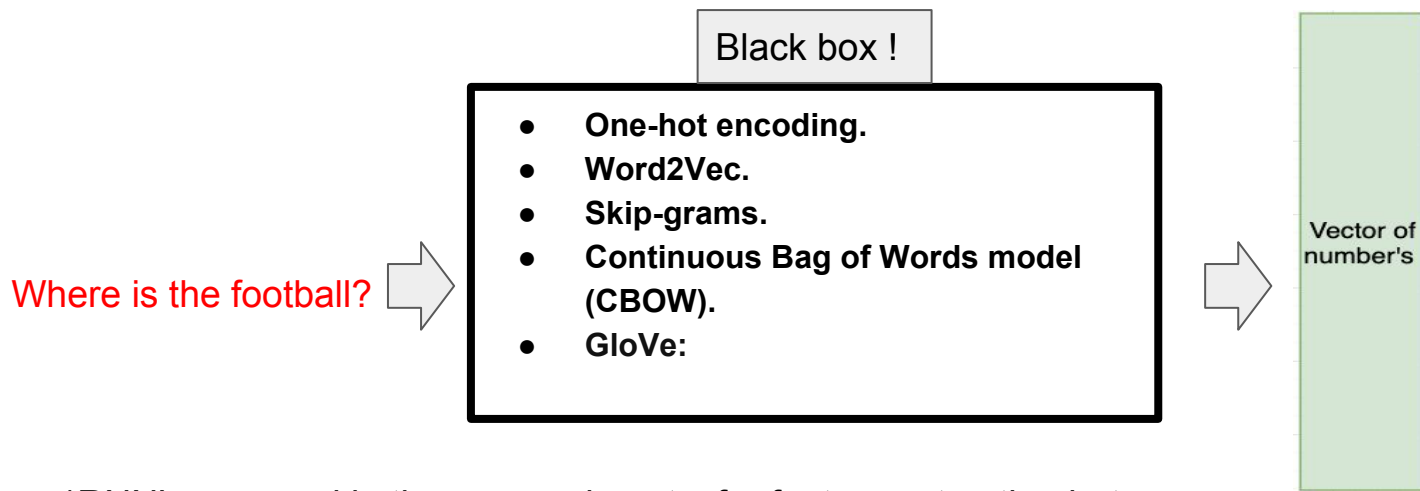 Black box !
● One-hot encoding.
● Word2Vec.
● Skip-grams.
● Continuous Bag of Words model
(CBOW).
● GloVe:
Where is the football?
Vector of
number's